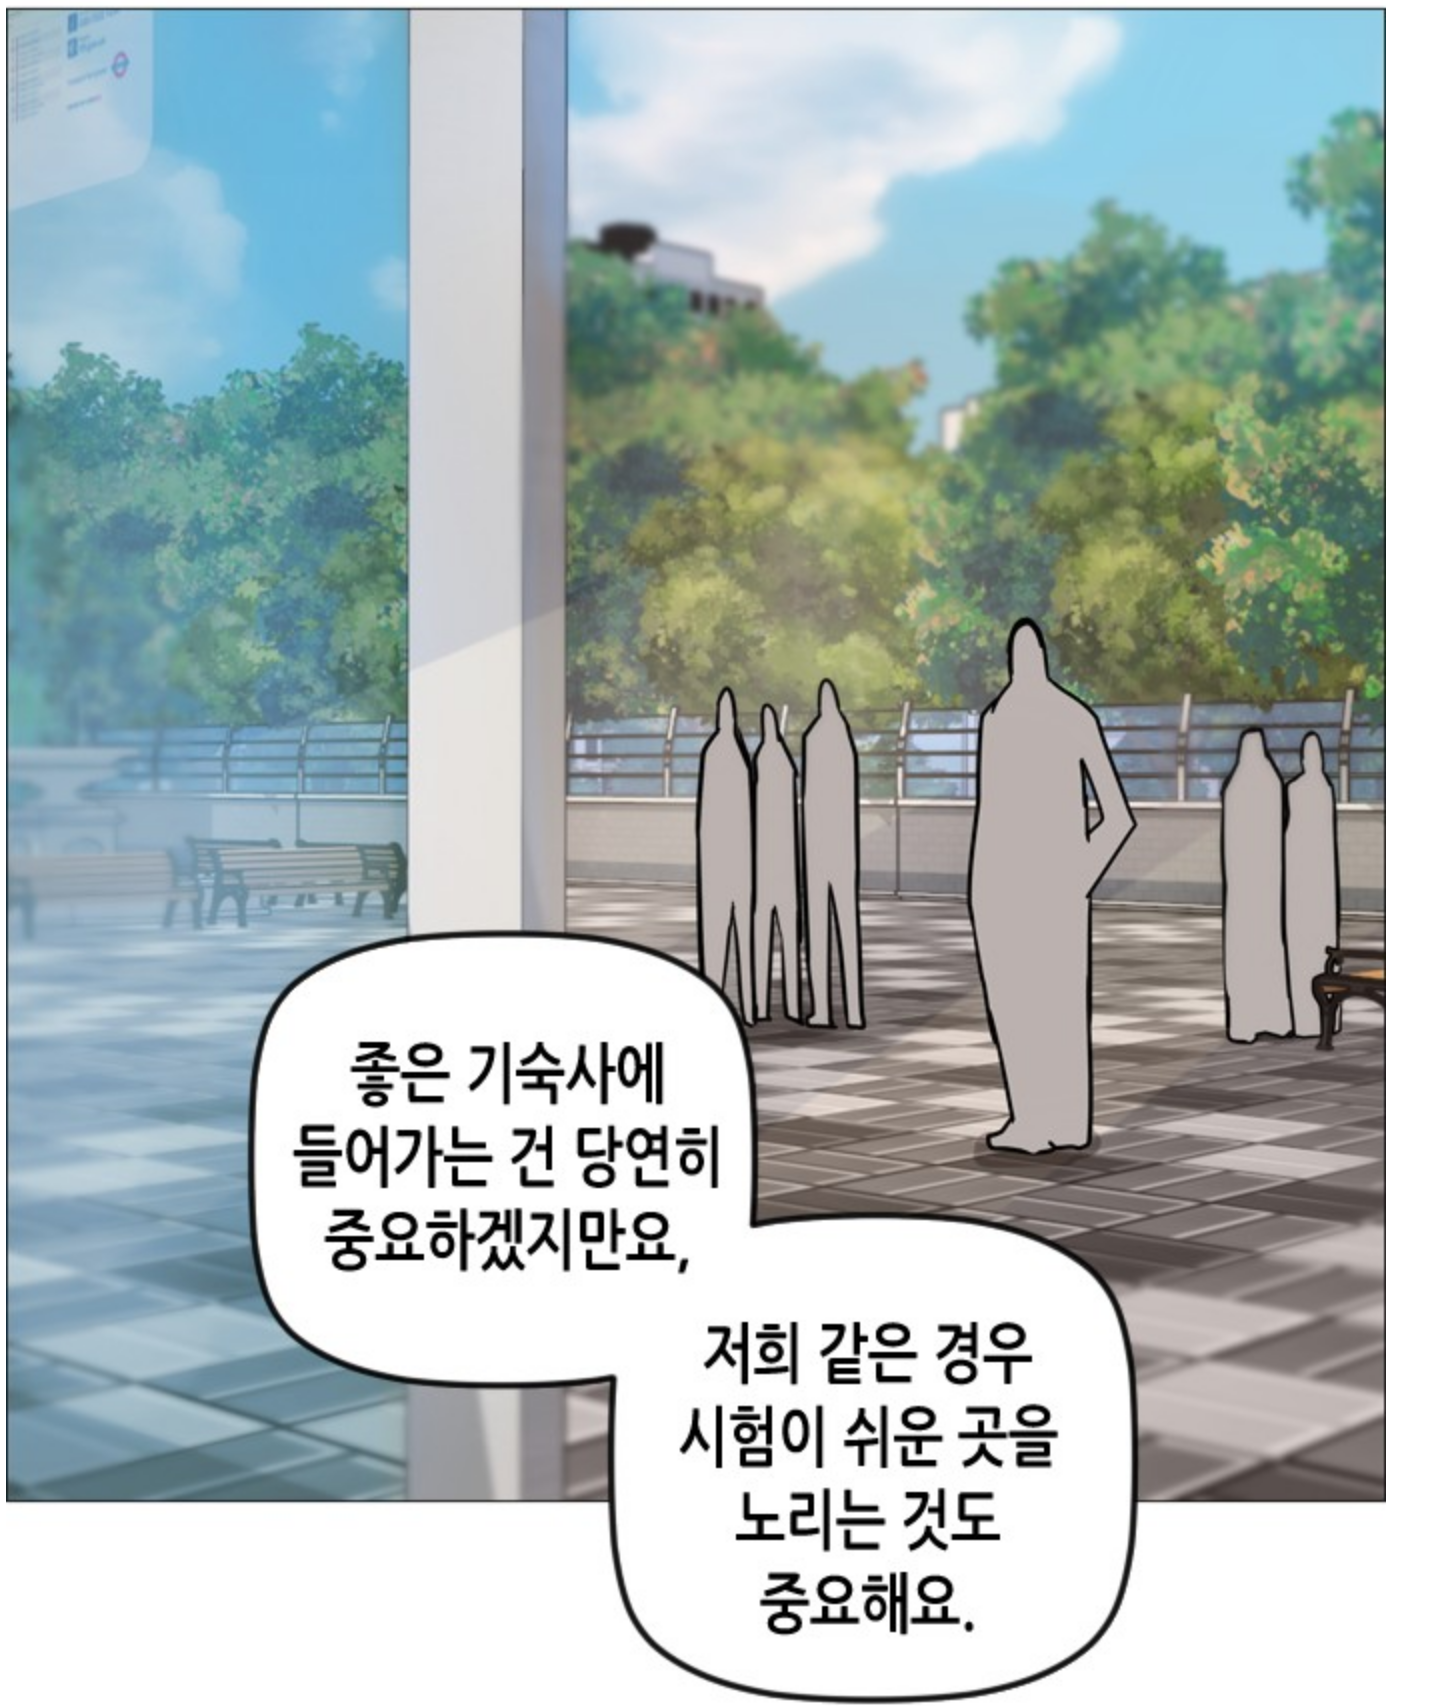 좋은 기숙사에
들어가는 건 당연히
중요하겠지만요,
저희 같은 경우
시험이 쉬운 곳을
노리는 것도
중요해요.